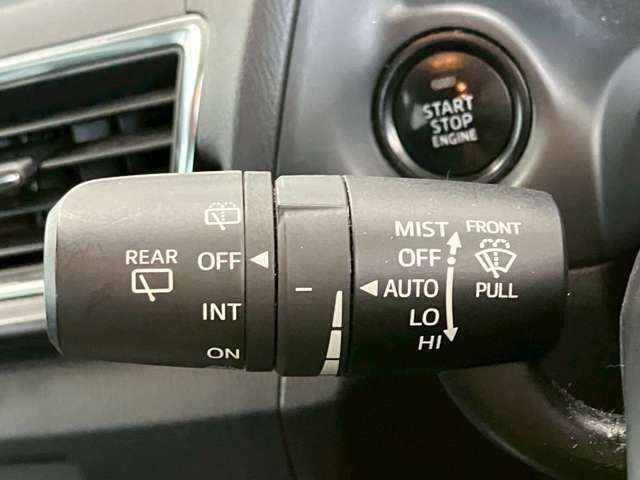 START
STOP
ENGINE
REAR
OFF
INT
ON
–
MIST
OFF
AUTO
LO
HI
FRONT
PULL